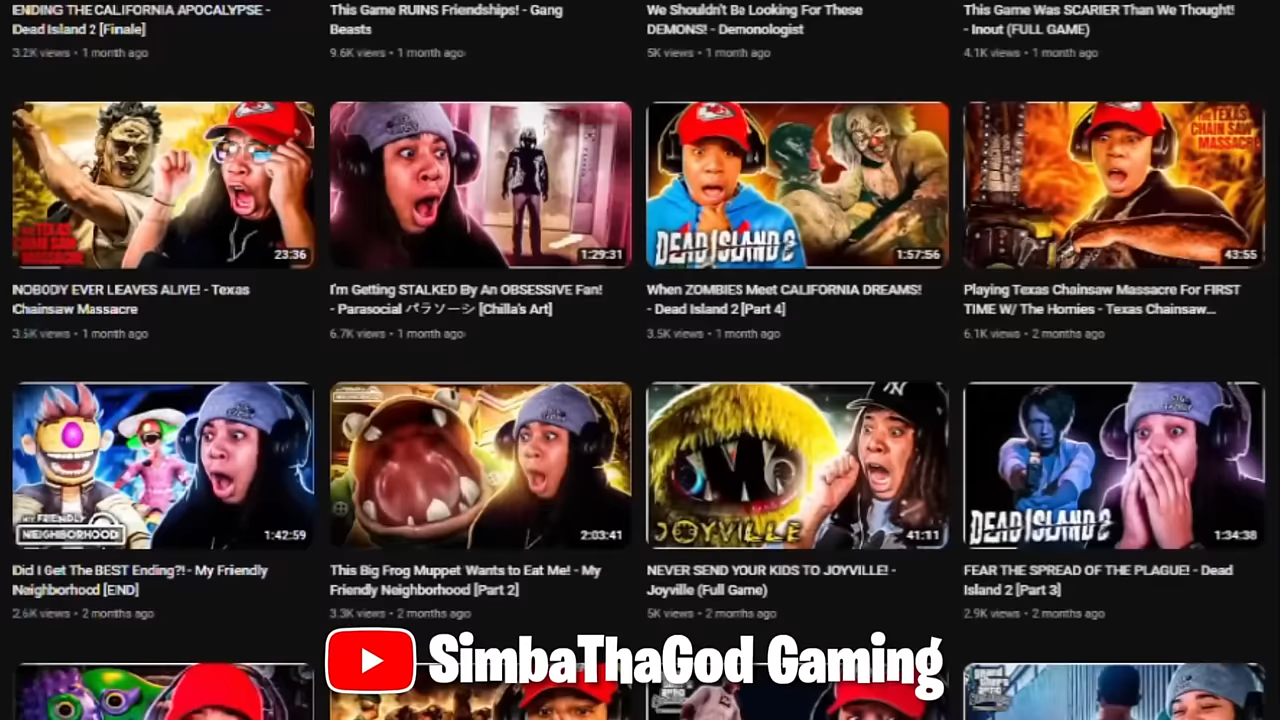 ENDING THE CALIFORNIA APOCALYPSE -
Dead Island 2 [Finale]
3.2K views • 1 month ago
This Game RUINS Friendships! - Gang
Beasts
9.6K views • 1 month ago
We Shouldn't Be Looking For These
DEMONS! - Demonologist
5K views • 1 month ago
This Game Was SCARIER Than We Thought!
- Inout (FULL GAME)
4.1K views • 1 month ago
THE TEXAS
CHAIN SAW
MASSACRE
23:36
1:29:31
DEAD ISLAND 2
1:57:56
THE TEXAS
CHAIN SAW
MASSACRE
43:55
NOBODY EVER LEAVES ALIVE! - Texas
Chainsaw Massacre
3.5K views • 1 month ago
I'm Getting STALKED By An OBSESSIVE Fan!
- Parasocial パラソーシ [Chilla's Art]
6.7K views • 1 month ago
When ZOMBIES Meet CALIFORNIA DREAMS!
- Dead Island 2 [Part 4]
3.5K views • 1 month ago
Playing Texas Chainsaw Massacre For FIRST
TIME W/ The Homies - Texas Chainsaw...
6.1K views • 2 months ago
MY FRIENDLY
NEIGHBORHOOD
1:42:59
2:03:41
JOYVILLE
41:11
DEAD ISLAND 2
1:34:38
Did I Get The BEST Ending?! - My Friendly
Neighborhood [END]
2.6K views • 2 months ago
This Big Frog Muppet Wants to Eat Me! - My
Friendly Neighborhood [Part 2]
3.3K views • 2 months ago
NEVER SEND YOUR KIDS TO JOYVILLE! -
Joyville (Full Game)
5K views • 2 months ago
FEAR THE SPREAD OF THE PLAGUE! - Dead
Island 2 [Part 3]
2.9K views • 2 months ago
SimbaThaGod Gaming